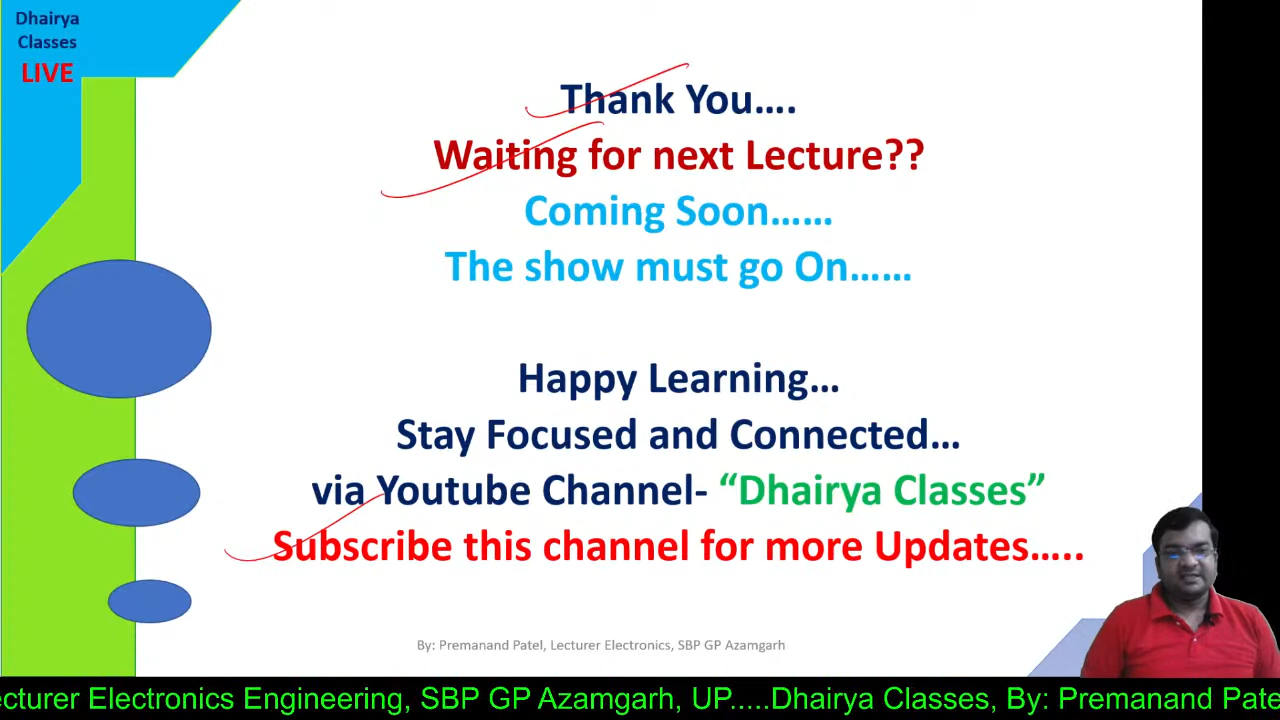 Dhairya
Classes
LIVE
Thank You....
Waiting for next Lecture??
Coming Soon......
The show must go On......
Happy Learning...
Stay Focused and Connected...
via Youtube Channel- “Dhairya Classes”
Subscribe this channel for more Updates.....
By: Premanand Patel, Lecturer Electronics, SBP GP Azamgarh
ecturer Electronics Engineering, SBP GP Azamgarh, UP.....Dhairya Classes, By: Premanand Pate